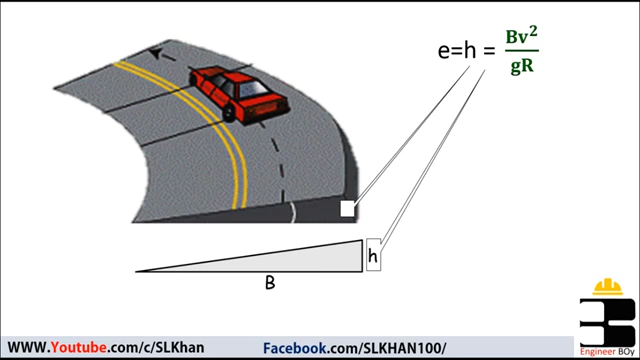 e=h = Bv²/gR
h
B
WWW.Youtube.com/c/SLKhan
Facebook.com/SLKHAN100/
Engineer BOy